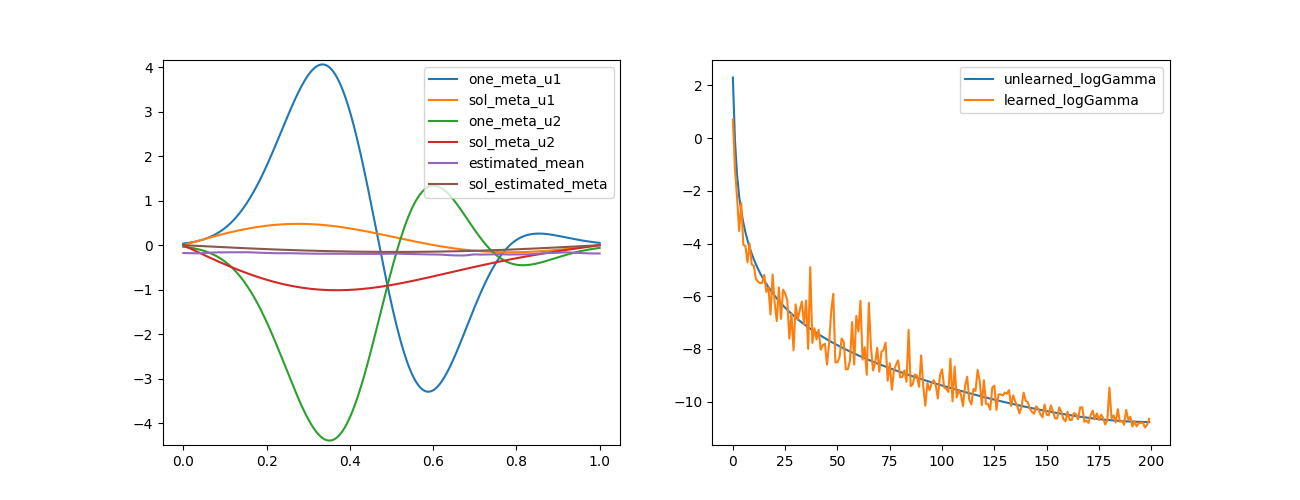 4
3
2
1
0
−1
−2
−3
−4
0.0 0.2 0.4 0.6 0.8 1.0
one_meta_u1
sol_meta_u1
one_meta_u2
sol_meta_u2
estimated_mean
sol_estimated_meta
2
0
−2
−4
−6
−8
−10
0 25 50 75 100 125 150 175 200
unlearned_logGamma
learned_logGamma